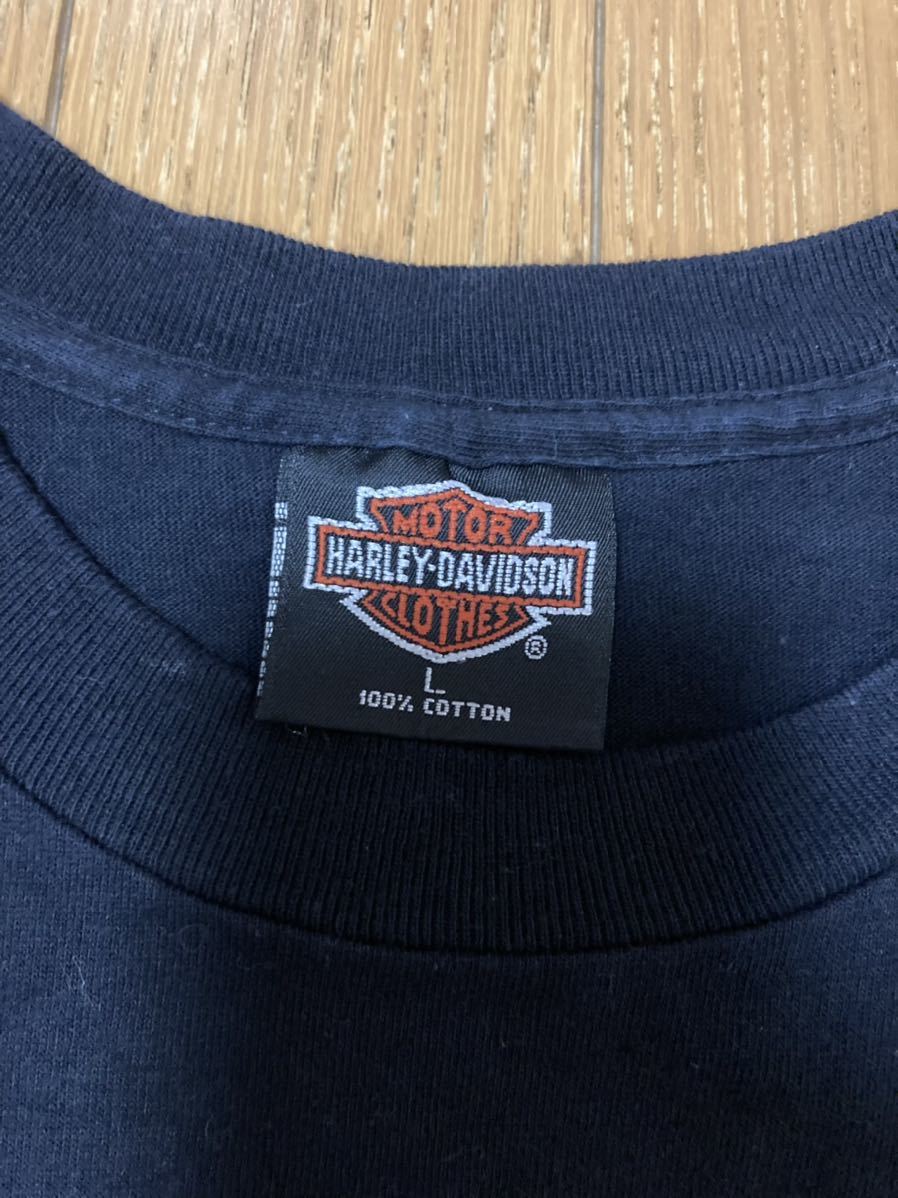 MOTOR
HARLEY-DAVIDSON
CLOTHES
®
L
100% COTTON